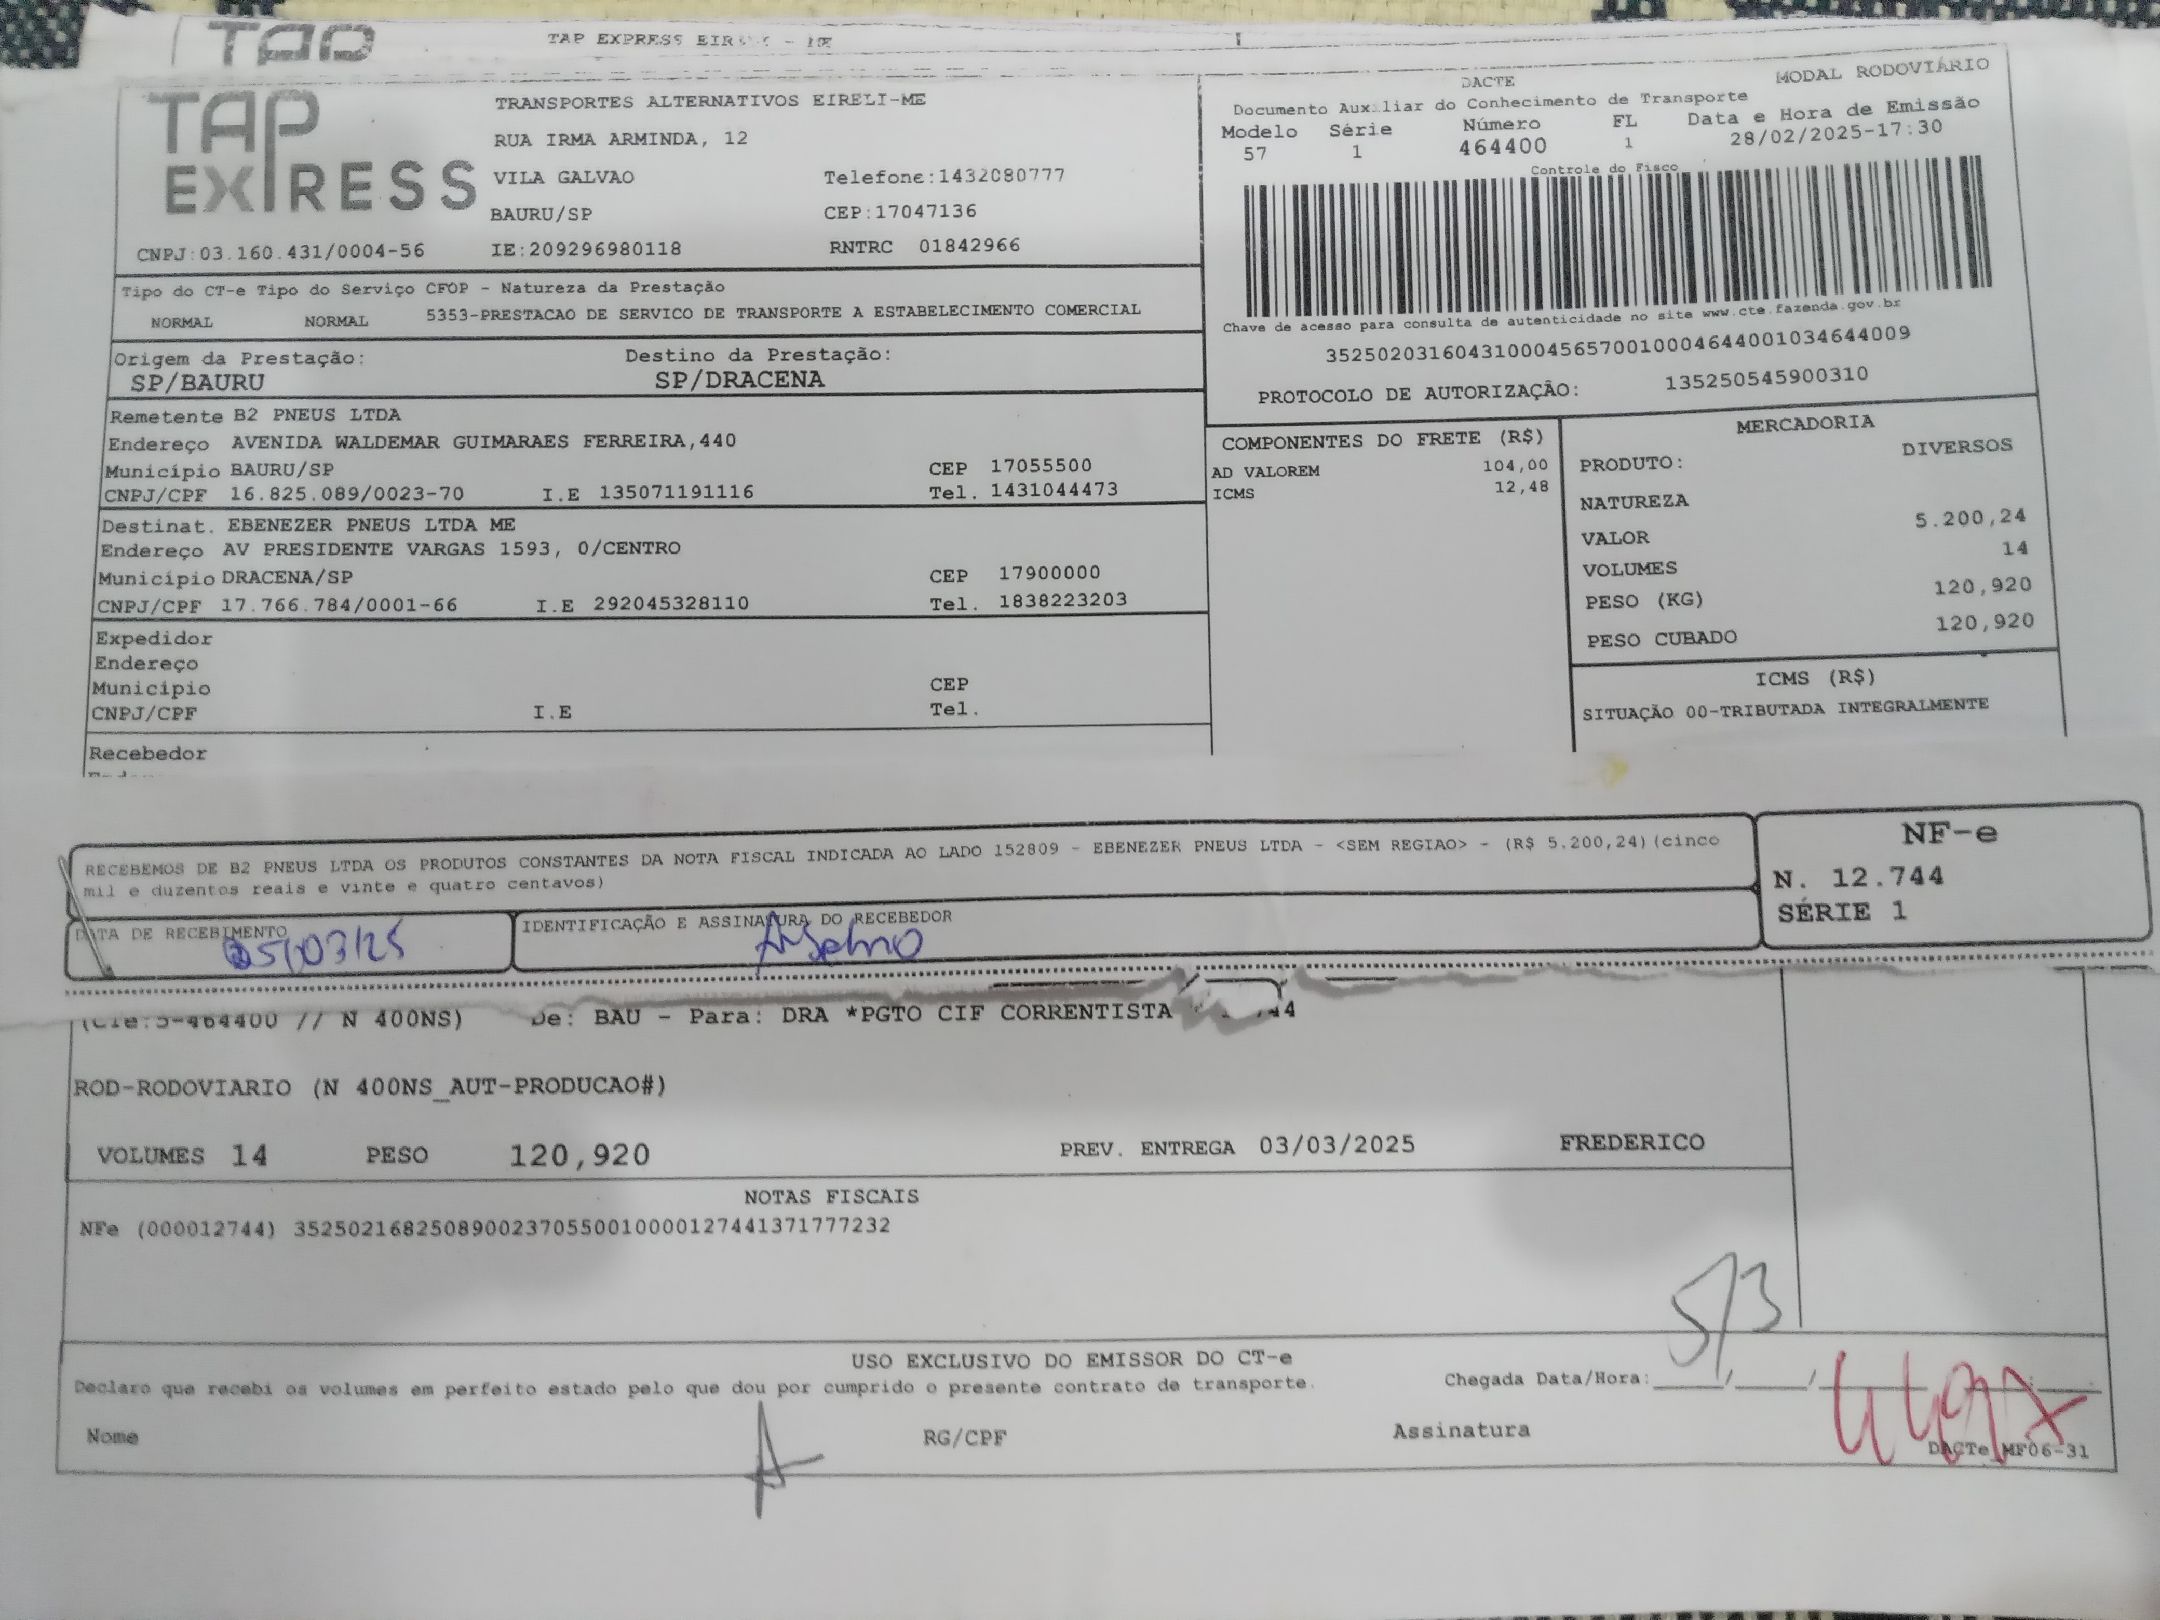 TAP
TAP EXPRESS
TAP EXPRESS
TRANSPORTES ALTERNATIVOS EIRELI-ME
RUA IRMA ARMINDA, 12
VILA GALVAO Telefone:1432080777
BAURU/SP CEP:17047136
CNPJ:03.160.431/0004-56 IE:209296980118 RNTRC 01842966
DACTE MODAL RODOVIÁRIO
Documento Auxiliar do Conhecimento de Transporte
Modelo Série Número FL Data e Hora de Emissão
57 1 464400 1 28/02/2025-17:30
Controle do Fisco
Chave de acesso para consulta de autenticidade no site www.cte.fazenda.gov.br
35250203160431000456570010004644001034644009
PROTOCOLO DE AUTORIZAÇÃO: 135250545900310
Tipo do CT-e Tipo do Serviço CFOP - Natureza da Prestação
NORMAL NORMAL 5353-PRESTACAO DE SERVICO DE TRANSPORTE A ESTABELECIMENTO COMERCIAL
Origem da Prestação: Destino da Prestação:
SP/BAURU SP/DRACENA
Remetente B2 PNEUS LTDA
Endereço AVENIDA WALDEMAR GUIMARAES FERREIRA,440
Município BAURU/SP CEP 17055500
CNPJ/CPF 16.825.089/0023-70 I.E 135071191116 Tel. 1431044473
Destinat. EBENEZER PNEUS LTDA ME
Endereço AV PRESIDENTE VARGAS 1593, 0/CENTRO
Município DRACENA/SP CEP 17900000
CNPJ/CPF 17.766.784/0001-66 I.E 292045328110 Tel. 1838223203
Expedidor
Endereço
Município CEP
CNPJ/CPF I.E Tel.
Recebedor
COMPONENTES DO FRETE (R$)
AD VALOREM 104,00
ICMS 12,48
MERCADORIA
PRODUTO: DIVERSOS
NATUREZA
VALOR 5.200,24
VOLUMES 14
PESO (KG) 120,920
PESO CUBADO 120,920
ICMS (R$)
SITUAÇÃO 00-TRIBUTADA INTEGRALMENTE
RECEBEMOS DE B2 PNEUS LTDA OS PRODUTOS CONSTANTES DA NOTA FISCAL INDICADA AO LADO 152809 - EBENEZER PNEUS LTDA - <SEM REGIAO> - (R$ 5.200,24)(cinco
mil e duzentos reais e vinte e quatro centavos)
NF-e
N. 12.744
SÉRIE 1
DATA DE RECEBIMENTO IDENTIFICAÇÃO E ASSINATURA DO RECEBEDOR
05/03/25 Anselmo
(Cte:5-464400 // N 400NS) De: BAU - Para: DRA *PGTO CIF CORRENTISTA
ROD-RODOVIARIO (N 400NS_AUT-PRODUCAO#)
VOLUMES 14 PESO 120,920 PREV. ENTREGA 03/03/2025 FREDERICO
NOTAS FISCAIS
NFe (000012744) 35250216825089002370550010000127441371777232
5/3
USO EXCLUSIVO DO EMISSOR DO CT-e
Declaro que recebi os volumes em perfeito estado pelo que dou por cumprido o presente contrato de transporte. Chegada Data/Hora:
Nome RG/CPF Assinatura
DACTe_MF06-31